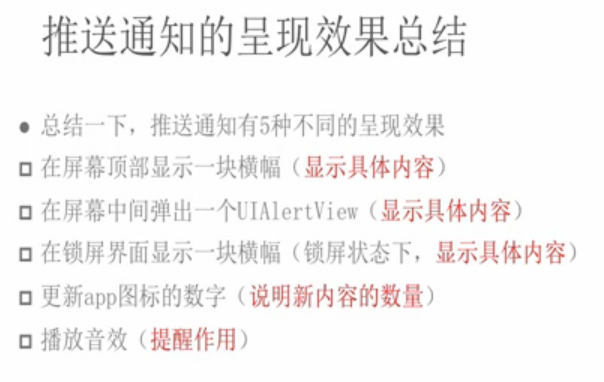 推送通知的呈现效果总结
● 总结一下，推送通知有5种不同的呈现效果
在屏幕顶部显示一块横幅（显示具体内容）
在屏幕中间弹出一个UIAlertView（显示具体内容）
在锁屏界面显示一块横幅（锁屏状态下，显示具体内容）
更新app图标的数字（说明新内容的数量）
播放音效（提醒作用）